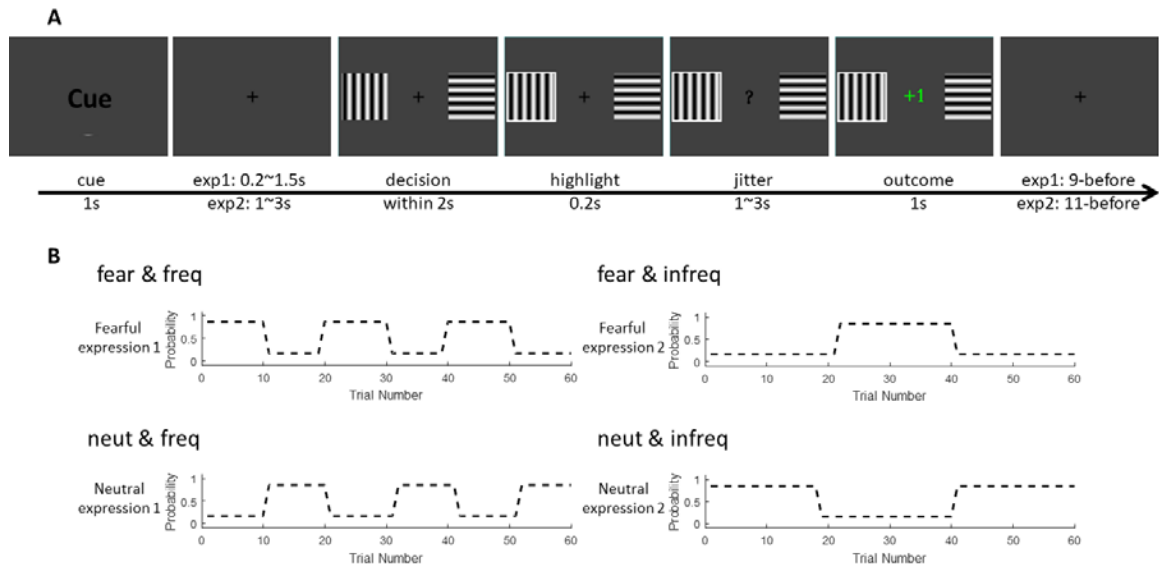 A
Cue
+
+
+
?
+1
+
cue
exp1: 0.2~1.5s
decision
highlight
jitter
outcome
exp1: 9-before
1s
exp2: 1~3s
within 2s
0.2s
1~3s
1s
exp2: 11-before
B
fear & freq
Fearful
expression 1
Probability
1
0.5
0
0 10 20 30 40 50 60
Trial Number
fear & infreq
Fearful
expression 2
Probability
1
0.5
0
0 10 20 30 40 50 60
Trial Number
neut & freq
Neutral
expression 1
Probability
1
0.5
0
0 10 20 30 40 50 60
Trial Number
neut & infreq
Neutral
expression 2
Probability
1
0.5
0
0 10 20 30 40 50 60
Trial Number